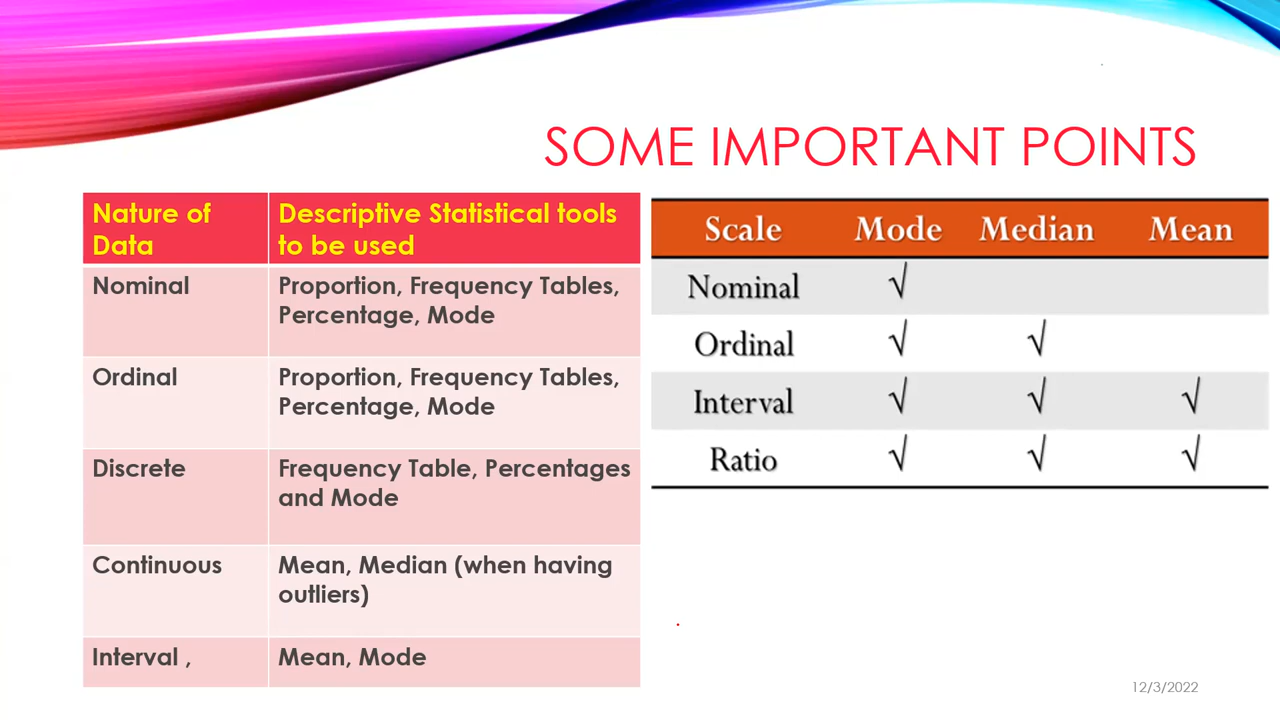 SOME IMPORTANT POINTS
Nature of
Data
Descriptive Statistical tools
to be used
Nominal
Proportion, Frequency Tables,
Percentage, Mode
Ordinal
Proportion, Frequency Tables,
Percentage, Mode
Discrete
Frequency Table, Percentages
and Mode
Continuous
Mean, Median (when having
outliers)
Interval ,
Mean, Mode
Scale Mode Median Mean
Nominal √
Ordinal √ √
Interval √ √ √
Ratio √ √ √
12/3/2022